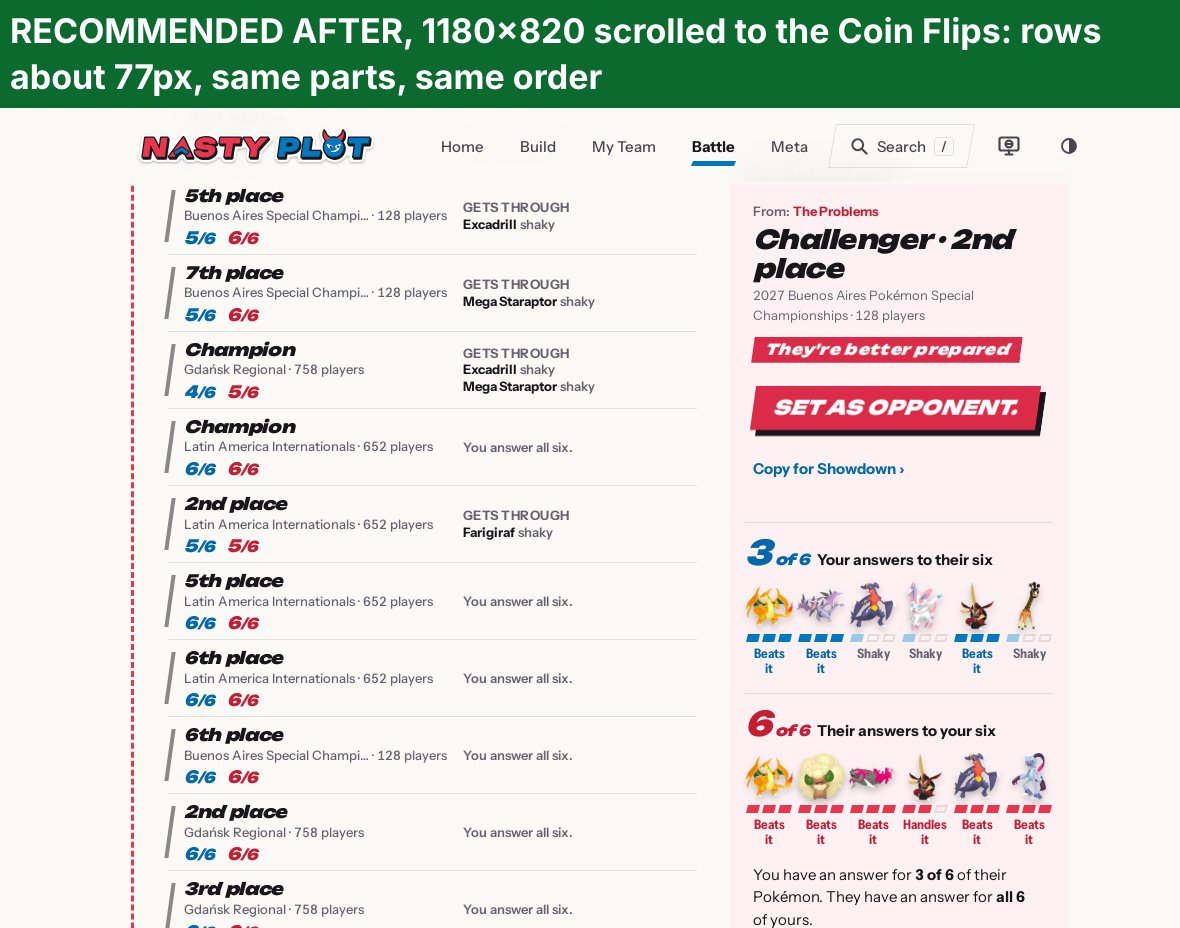 RECOMMENDED AFTER, 1180×820 scrolled to the Coin Flips: rows
about 77px, same parts, same order
NASTY PLOT
Home
Build
My Team
Battle
Meta
Search
/
5th place
Buenos Aires Special Champi… · 128 players
5/6 6/6
GETS THROUGH
Excadrill shaky
7th place
Buenos Aires Special Champi… · 128 players
5/6 6/6
GETS THROUGH
Mega Staraptor shaky
Champion
Gdańsk Regional · 758 players
4/6 5/6
GETS THROUGH
Excadrill shaky
Mega Staraptor shaky
Champion
Latin America Internationals · 652 players
6/6 6/6
You answer all six.
2nd place
Latin America Internationals · 652 players
5/6 5/6
GETS THROUGH
Farigiraf shaky
5th place
Latin America Internationals · 652 players
6/6 6/6
You answer all six.
6th place
Latin America Internationals · 652 players
6/6 6/6
You answer all six.
6th place
Buenos Aires Special Champi… · 128 players
6/6 6/6
You answer all six.
2nd place
Gdańsk Regional · 758 players
6/6 6/6
You answer all six.
3rd place
Gdańsk Regional · 758 players
You answer all six.
From: The Problems
Challenger · 2nd
place
2027 Buenos Aires Pokémon Special
Championships · 128 players
They're better prepared
SET AS OPPONENT.
Copy for Showdown ›
3 of 6 Your answers to their six
Beats it
Beats it
Shaky
Shaky
Beats it
Shaky
6 of 6 Their answers to your six
Beats it
Beats it
Beats it
Handles it
Beats it
Beats it
You have an answer for 3 of 6 of their
Pokémon. They have an answer for all 6
of yours.